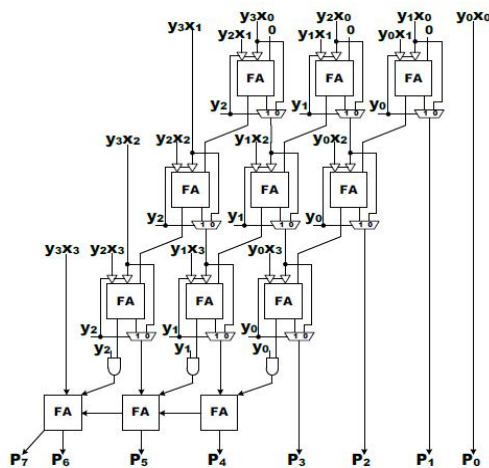 y₃x₁ y₃x₀ y₂x₀ y₁x₀ y₀x₀
y₂x₁ 0 y₁x₁ 0 y₀x₁ 0
FA FA FA
y₂ 1 0 y₁ 1 0 y₀ 1 0
y₃x₂ y₂x₂ y₁x₂ y₀x₂
FA FA FA
y₂ 1 0 y₁ 1 0 y₀ 1 0
y₃x₃ y₂x₃ y₁x₃ y₀x₃
FA FA FA
y₂ 1 0 y₁ 1 0 y₀ 1 0
y₂ y₁ y₀
FA FA FA
P₇ P₆ P₅ P₄ P₃ P₂ P₁ P₀